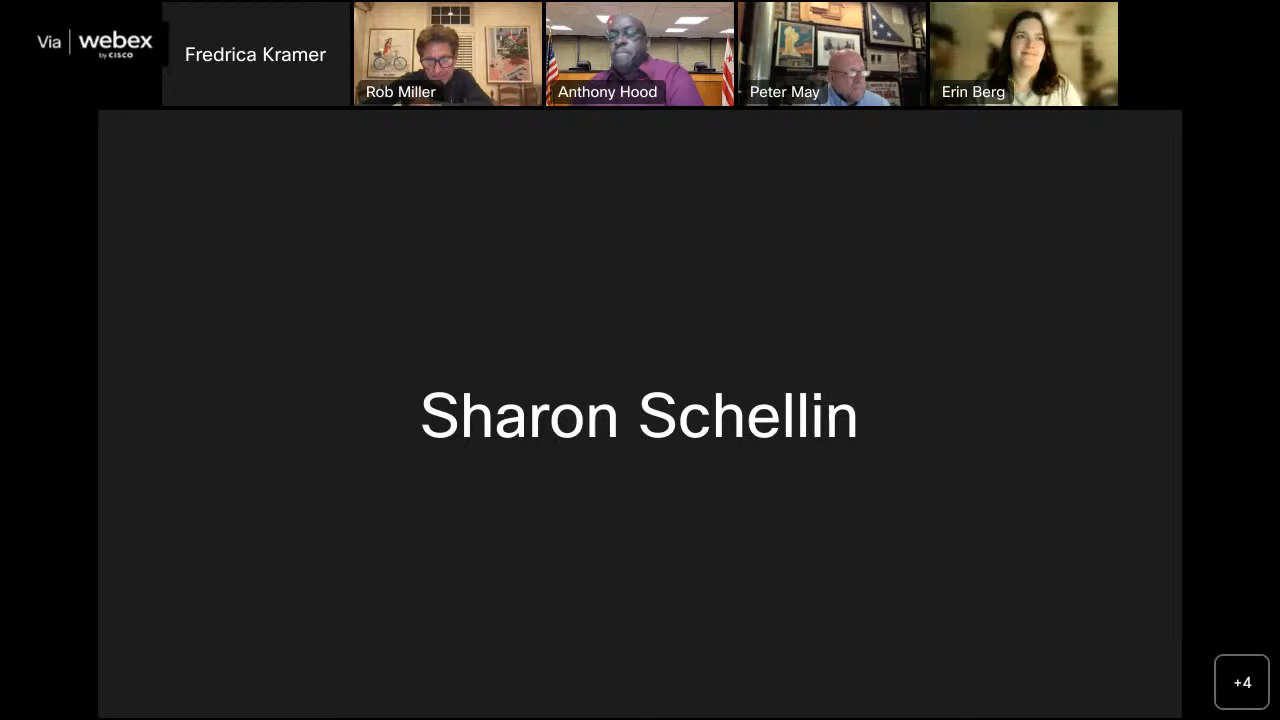 Via webex
by CISCO
Fredrica Kramer
Rob Miller
Anthony Hood
Peter May
Erin Berg
Sharon Schellin
+4